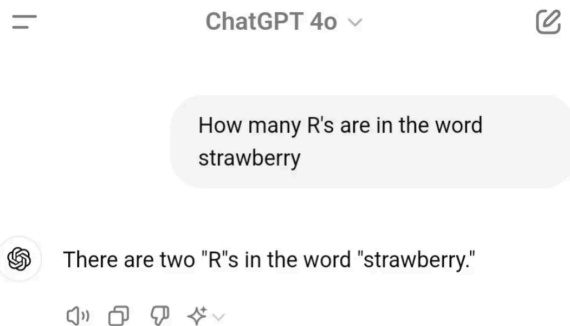 ChatGPT 4o
How many R's are in the word
strawberry
There are two "R"s in the word "strawberry."